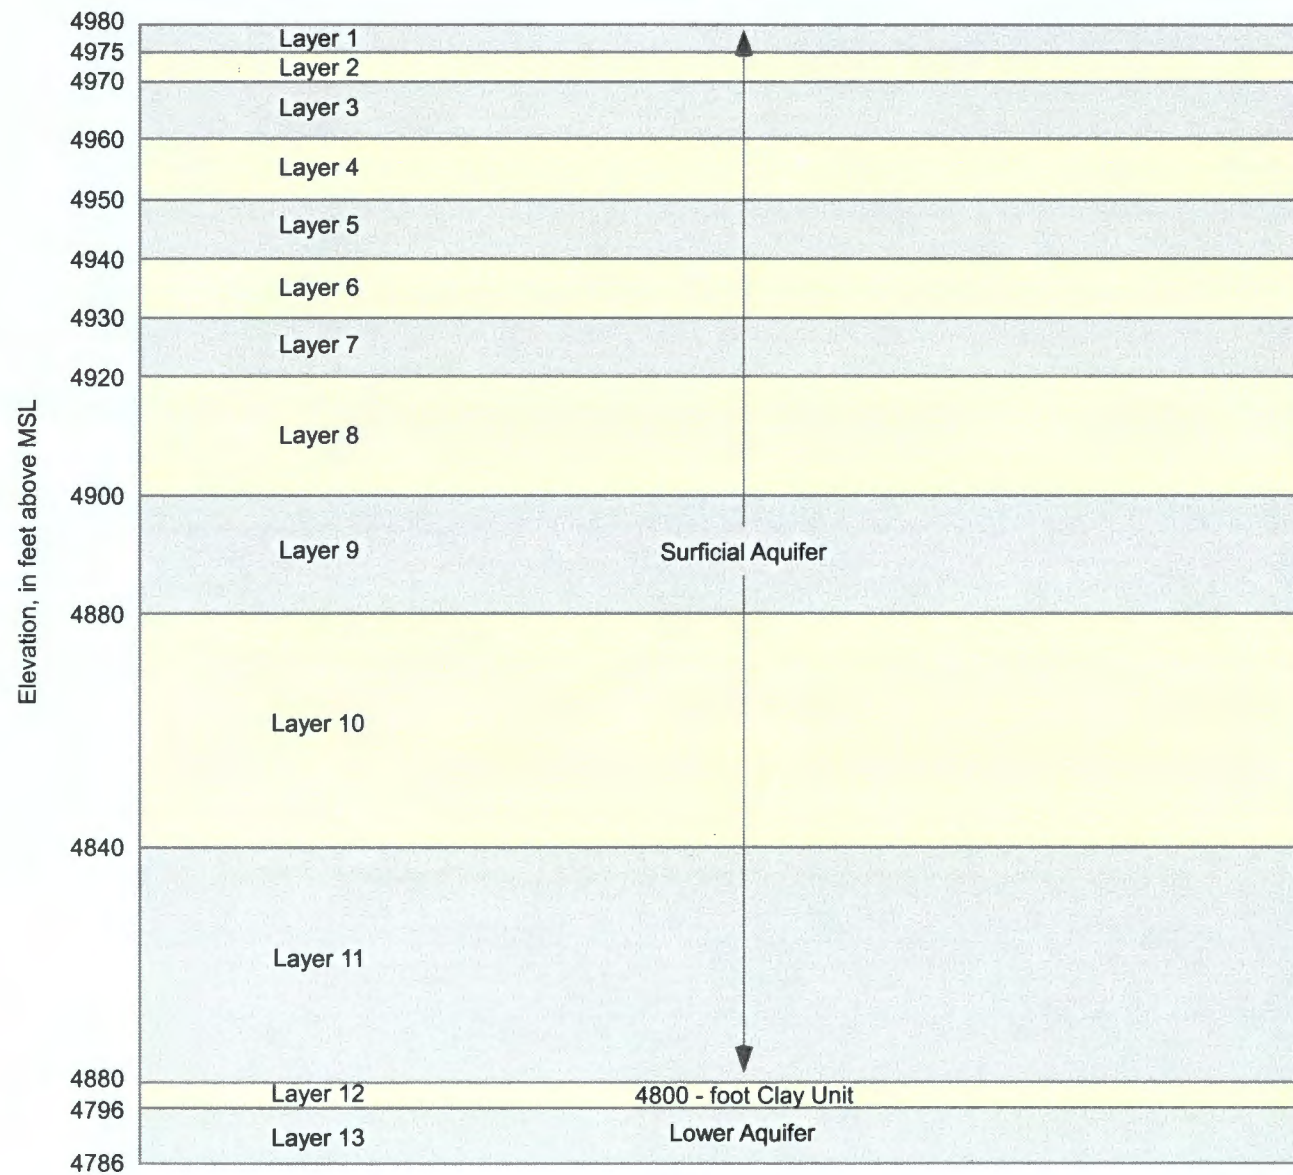 4980
Layer 1
4975
Layer 2
4970
Layer 3
4960
Layer 4
4950
Layer 5
4940
Layer 6
4930
Layer 7
4920
Elevation, in feet above MSL
Layer 8
4900
Layer 9
Surficial Aquifer
4880
Layer 10
4840
Layer 11
4880
Layer 12
4800 - foot Clay Unit
4796
Layer 13
Lower Aquifer
4786